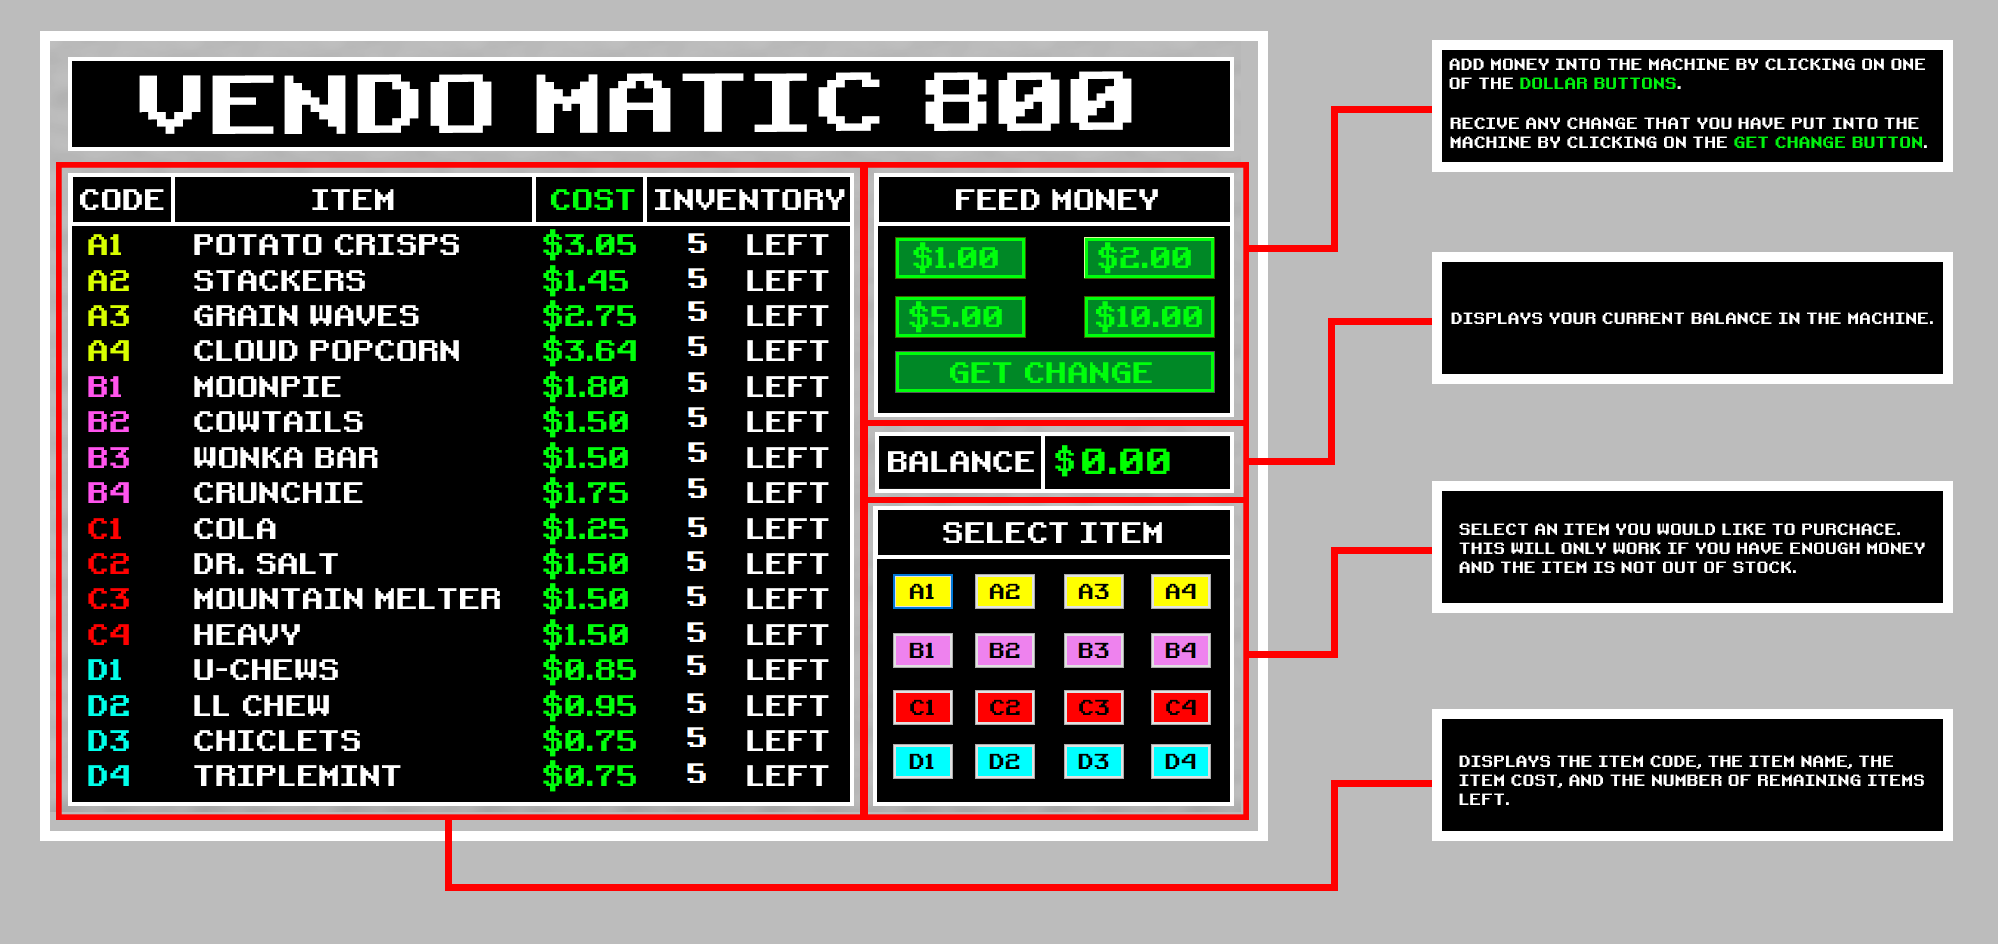 VENDO MATIC 800
CODE ITEM COST INVENTORY
A1 POTATO CRISPS $3.05 5 LEFT
A2 STACKERS $1.45 5 LEFT
A3 GRAIN WAVES $2.75 5 LEFT
A4 CLOUD POPCORN $3.64 5 LEFT
B1 MOONPIE $1.80 5 LEFT
B2 COWTAILS $1.50 5 LEFT
B3 WONKA BAR $1.50 5 LEFT
B4 CRUNCHIE $1.75 5 LEFT
C1 COLA $1.25 5 LEFT
C2 DR. SALT $1.50 5 LEFT
C3 MOUNTAIN MELTER $1.50 5 LEFT
C4 HEAVY $1.50 5 LEFT
D1 U-CHEWS $0.85 5 LEFT
D2 LL CHEW $0.95 5 LEFT
D3 CHICLETS $0.75 5 LEFT
D4 TRIPLEMINT $0.75 5 LEFT
FEED MONEY
$1.00 $2.00
$5.00 $10.00
GET CHANGE
BALANCE $0.00
SELECT ITEM
A1 A2 A3 A4
B1 B2 B3 B4
C1 C2 C3 C4
D1 D2 D3 D4
ADD MONEY INTO THE MACHINE BY CLICKING ON ONE
OF THE DOLLAR BUTTONS.
RECIVE ANY CHANGE THAT YOU HAVE PUT INTO THE
MACHINE BY CLICKING ON THE GET CHANGE BUTTON.
DISPLAYS YOUR CURRENT BALANCE IN THE MACHINE.
SELECT AN ITEM YOU WOULD LIKE TO PURCHACE.
THIS WILL ONLY WORK IF YOU HAVE ENOUGH MONEY
AND THE ITEM IS NOT OUT OF STOCK.
DISPLAYS THE ITEM CODE, THE ITEM NAME, THE
ITEM COST, AND THE NUMBER OF REMAINING ITEMS
LEFT.